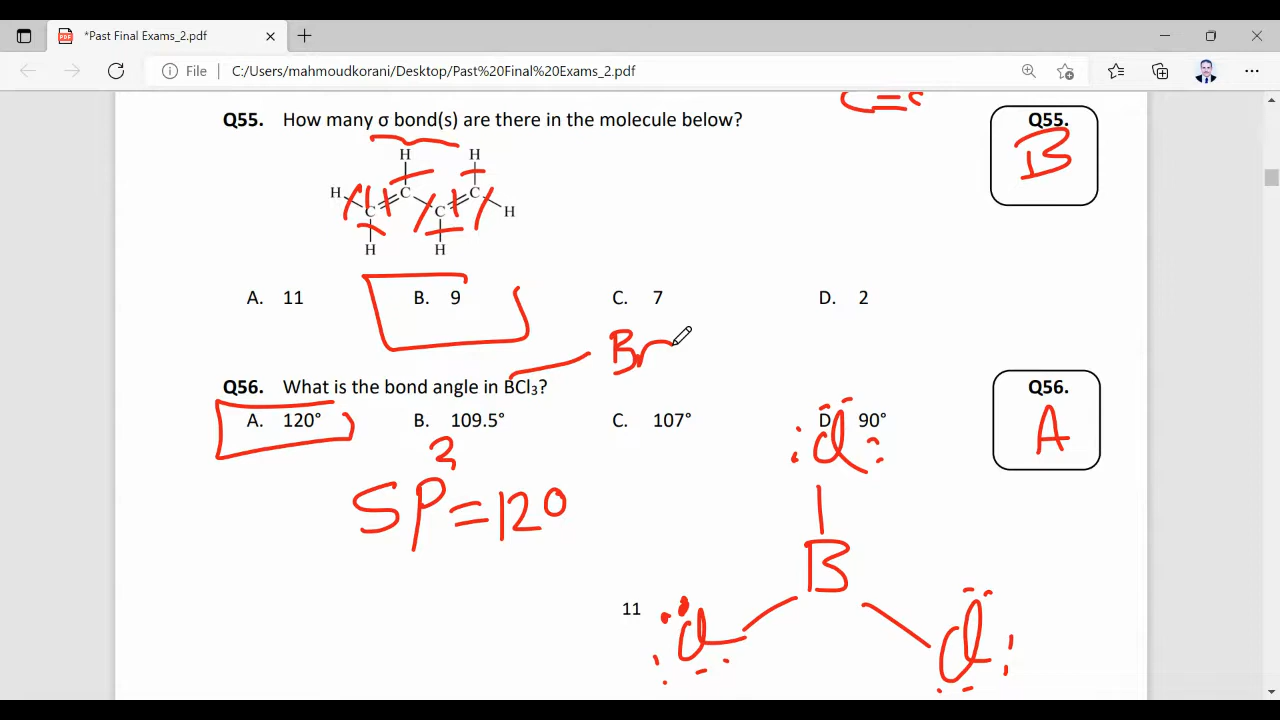 *Past Final Exams_2.pdf
File C:/Users/mahmoudkorani/Desktop/Past%20Final%20Exams_2.pdf
C=C
Q55. How many σ bond(s) are there in the molecule below?
Q55.
B
H H
H C C
C C H
H H
A. 11 B. 9 C. 7 D. 2
Br
Q56. What is the bond angle in BCl₃?
Q56.
A
A. 120° B. 109.5° C. 107° D. 90°
SP²=120
Cl
B
Cl Cl
11